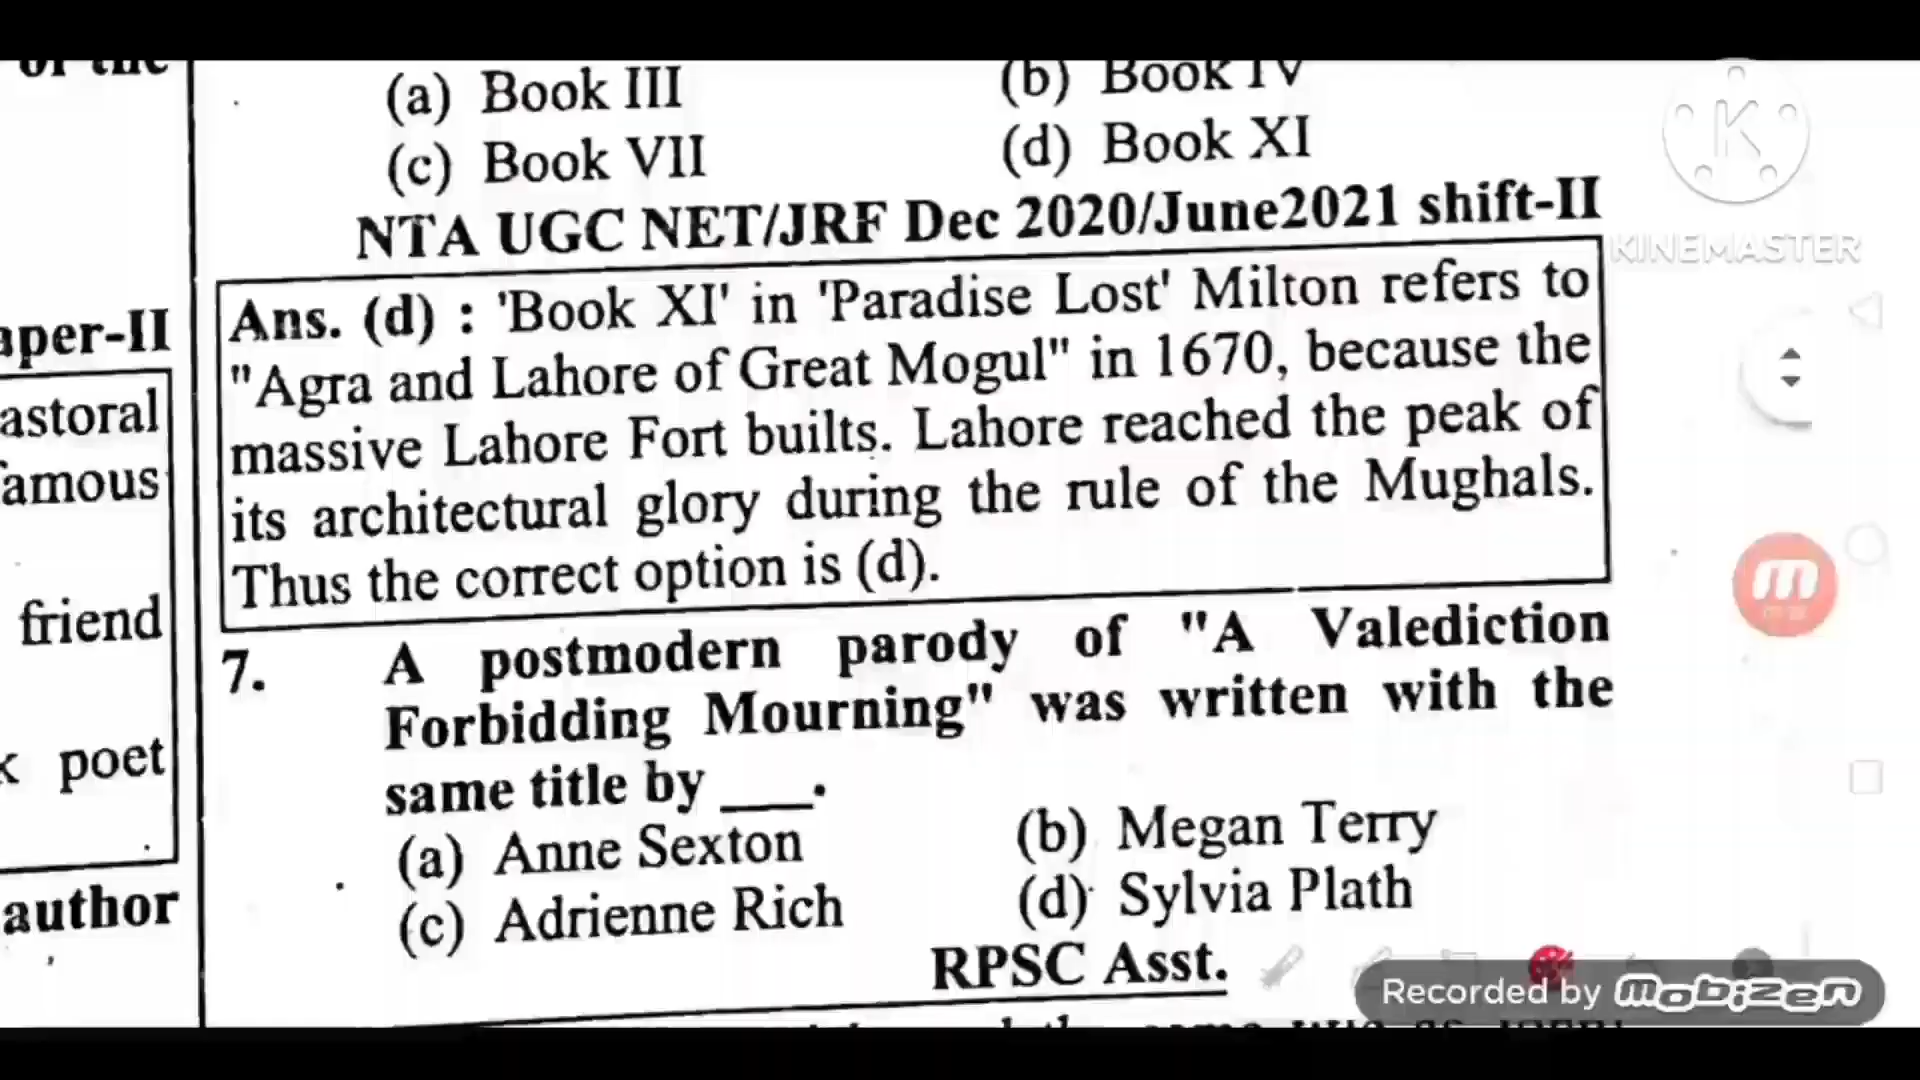 of the
aper-II
astoral
famous
friend
poet
author
(a) Book III (b) Book IV
(c) Book VII (d) Book XI
NTA UGC NET/JRF Dec 2020/June2021 shift-II
Ans. (d) : 'Book XI' in 'Paradise Lost' Milton refers to
"Agra and Lahore of Great Mogul" in 1670, because the
massive Lahore Fort builts. Lahore reached the peak of
its architectural glory during the rule of the Mughals.
Thus the correct option is (d).
7. A postmodern parody of "A Valediction
Forbidding Mourning" was written with the
same title by ___.
(a) Anne Sexton (b) Megan Terry
(c) Adrienne Rich (d) Sylvia Plath
RPSC Asst.
K
KINEMASTER
Recorded by mobizen